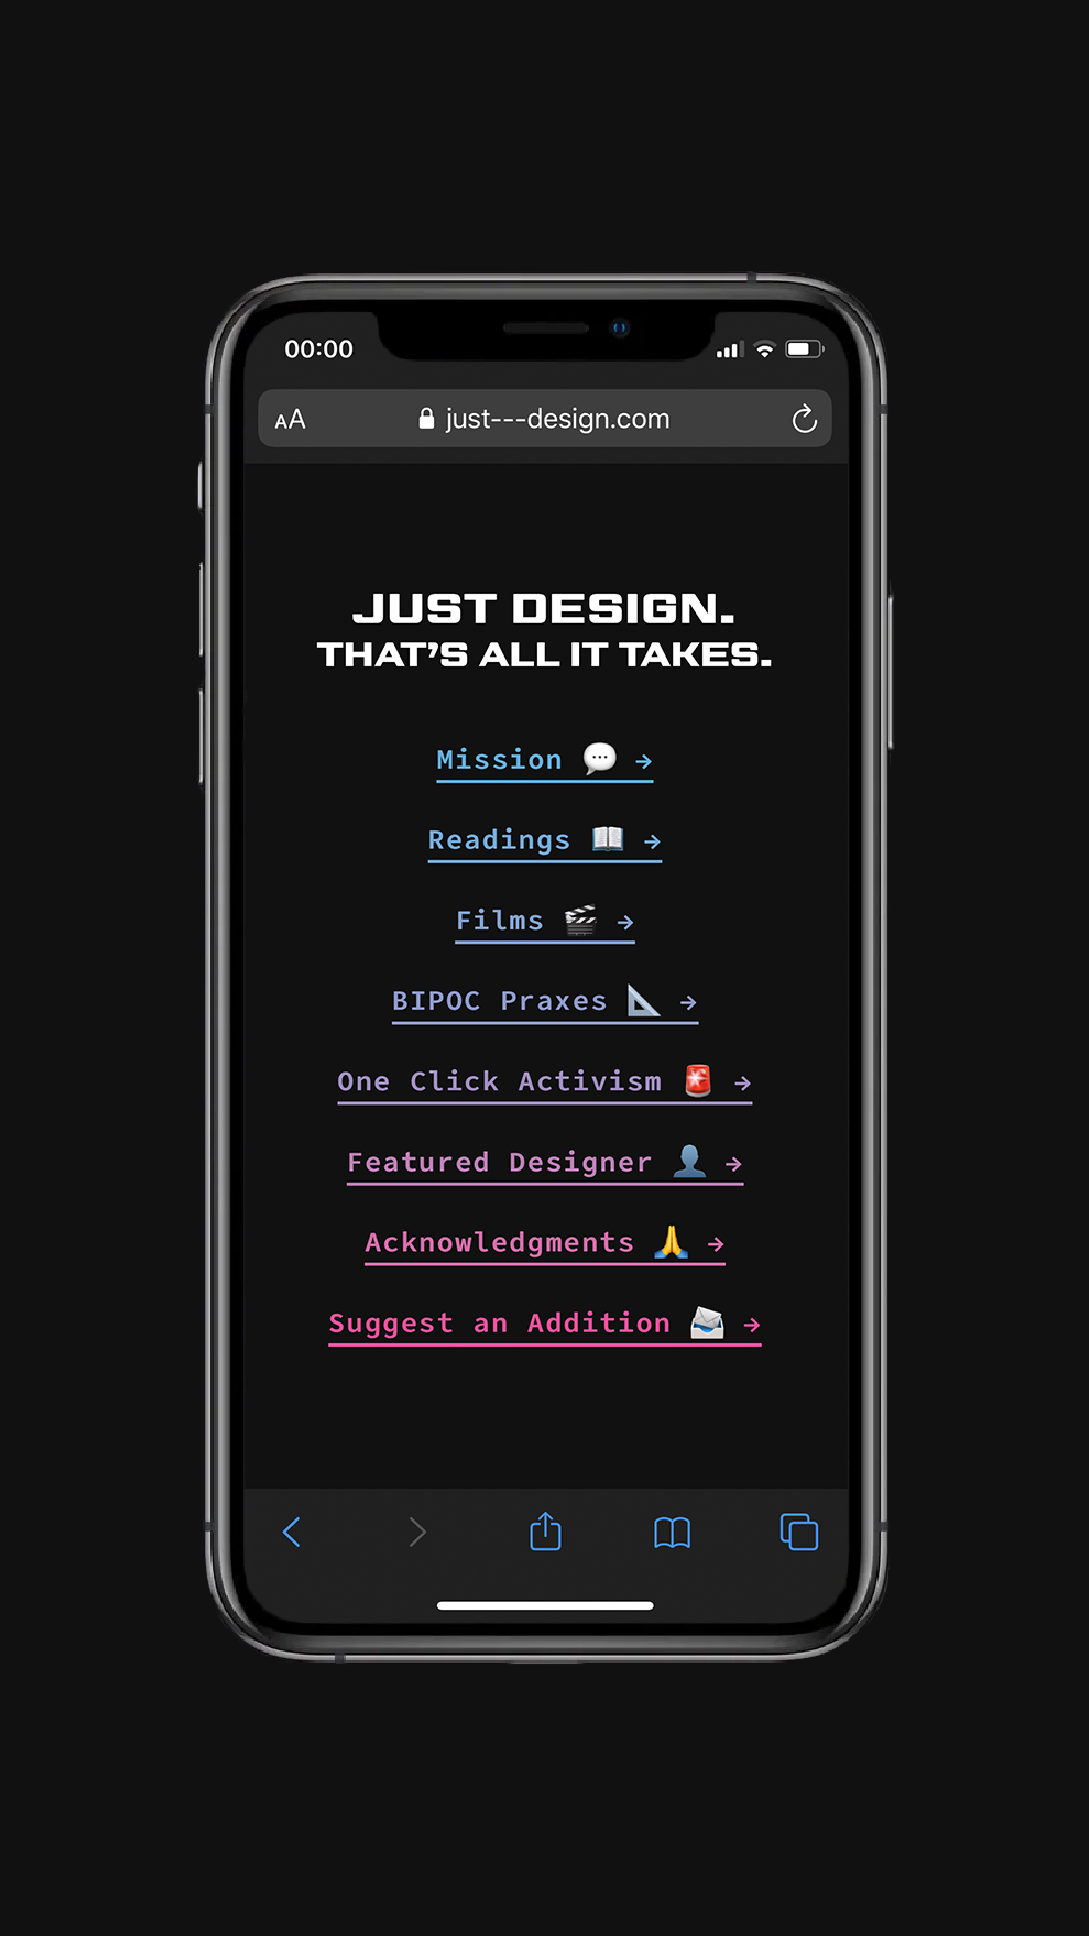 00:00
AA just---design.com
JUST DESIGN.
THAT'S ALL IT TAKES.
Mission 💬 →
Readings 📖 →
Films 🎬 →
BIPOC Praxes 📐 →
One Click Activism 🚨 →
Featured Designer 👤 →
Acknowledgments 🙏 →
Suggest an Addition 📨 →